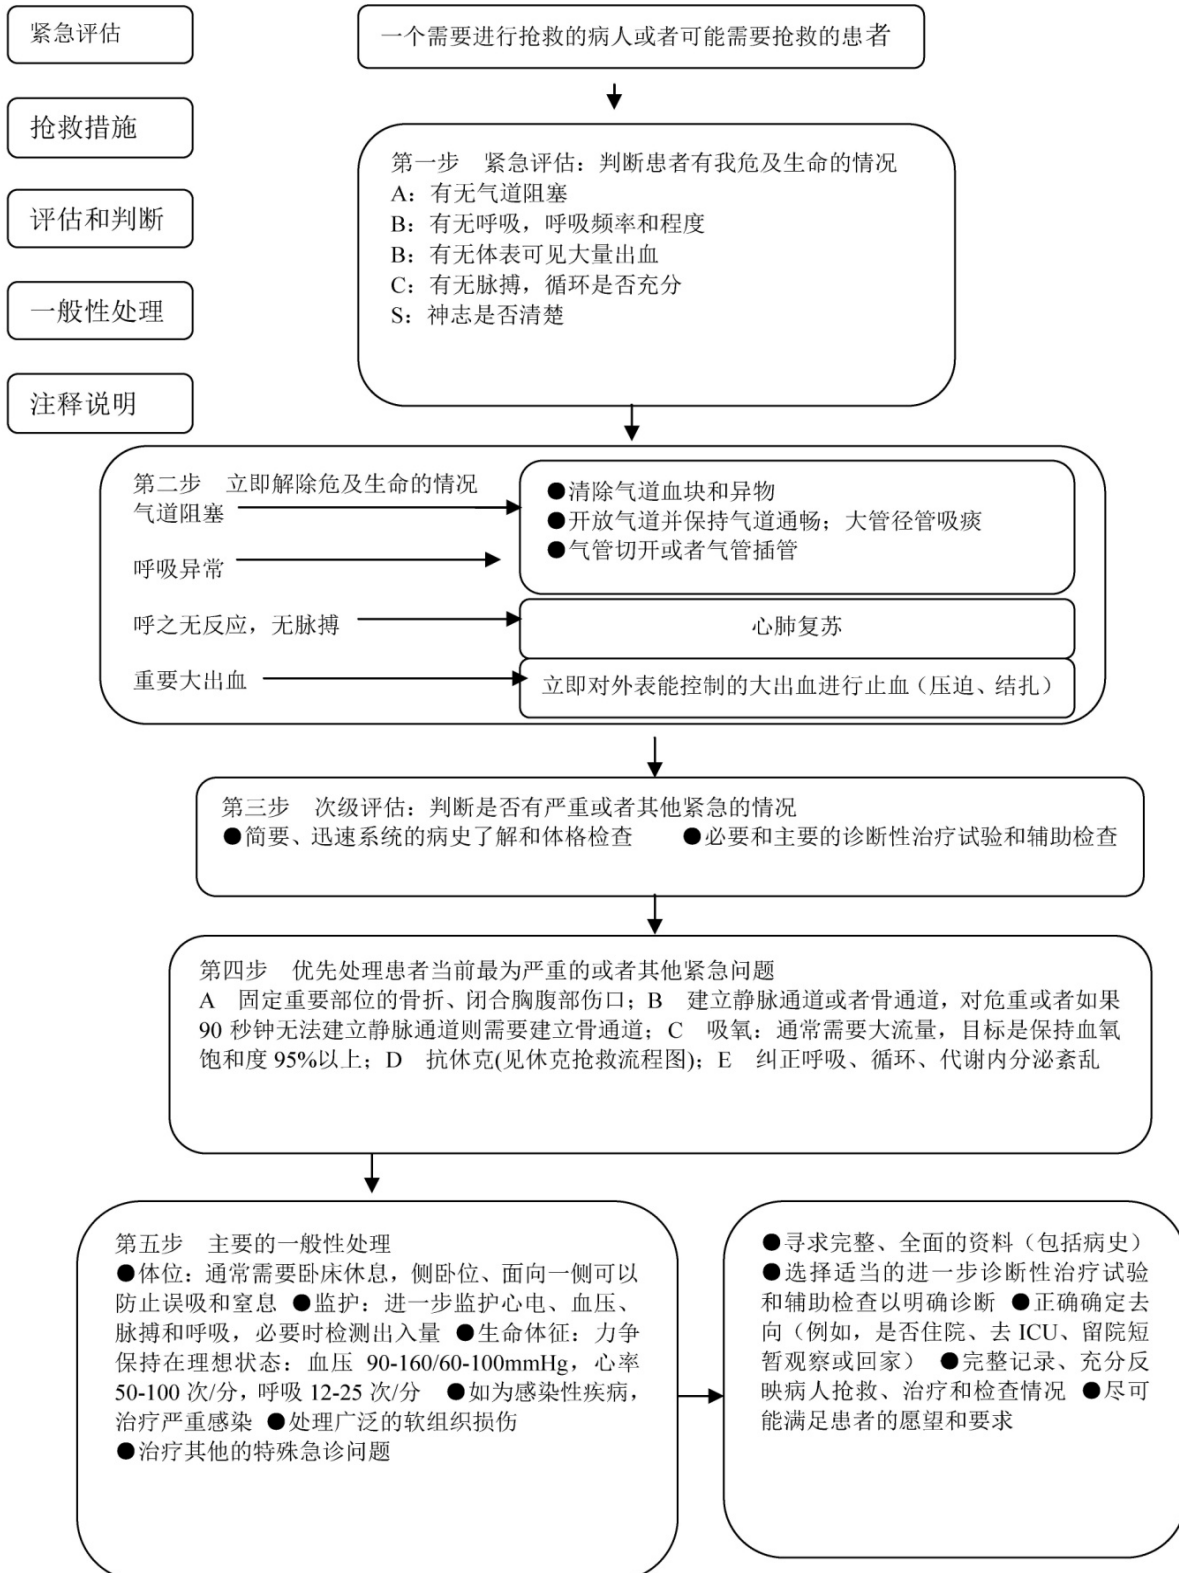 紧急评估
一个需要进行抢救的病人或者可能需要抢救的患者
抢救措施
评估和判断
一般性处理
注释说明
第一步 紧急评估：判断患者有我危及生命的情况
A：有无气道阻塞
B：有无呼吸，呼吸频率和程度
B：有无体表可见大量出血
C：有无脉搏，循环是否充分
S：神志是否清楚
第二步 立即解除危及生命的情况
气道阻塞
●清除气道血块和异物
●开放气道并保持气道通畅；大管径管吸痰
●气管切开或者气管插管
呼吸异常
呼之无反应，无脉搏
心肺复苏
重要大出血
立即对外表能控制的大出血进行止血（压迫、结扎）
第三步 次级评估：判断是否有严重或者其他紧急的情况
●简要、迅速系统的病史了解和体格检查 ●必要和主要的诊断性治疗试验和辅助检查
第四步 优先处理患者当前最为严重的或者其他紧急问题
A 固定重要部位的骨折、闭合胸腹部伤口；B 建立静脉通道或者骨通道，对危重或者如果
90 秒钟无法建立静脉通道则需要建立骨通道；C 吸氧：通常需要大流量，目标是保持血氧
饱和度 95%以上；D 抗休克(见休克抢救流程图)；E 纠正呼吸、循环、代谢内分泌紊乱
第五步 主要的一般性处理
●体位：通常需要卧床休息，侧卧位、面向一侧可以
防止误吸和窒息 ●监护：进一步监护心电、血压、
脉搏和呼吸，必要时检测出入量 ●生命体征：力争
保持在理想状态：血压 90-160/60-100mmHg，心率
50-100 次/分，呼吸 12-25 次/分 ●如为感染性疾病，
治疗严重感染 ●处理广泛的软组织损伤
●治疗其他的特殊急诊问题
●寻求完整、全面的资料（包括病史）
●选择适当的进一步诊断性治疗试验
和辅助检查以明确诊断 ●正确确定去
向（例如，是否住院、去 ICU、留院短
暂观察或回家） ●完整记录、充分反
映病人抢救、治疗和检查情况 ●尽可
能满足患者的愿望和要求